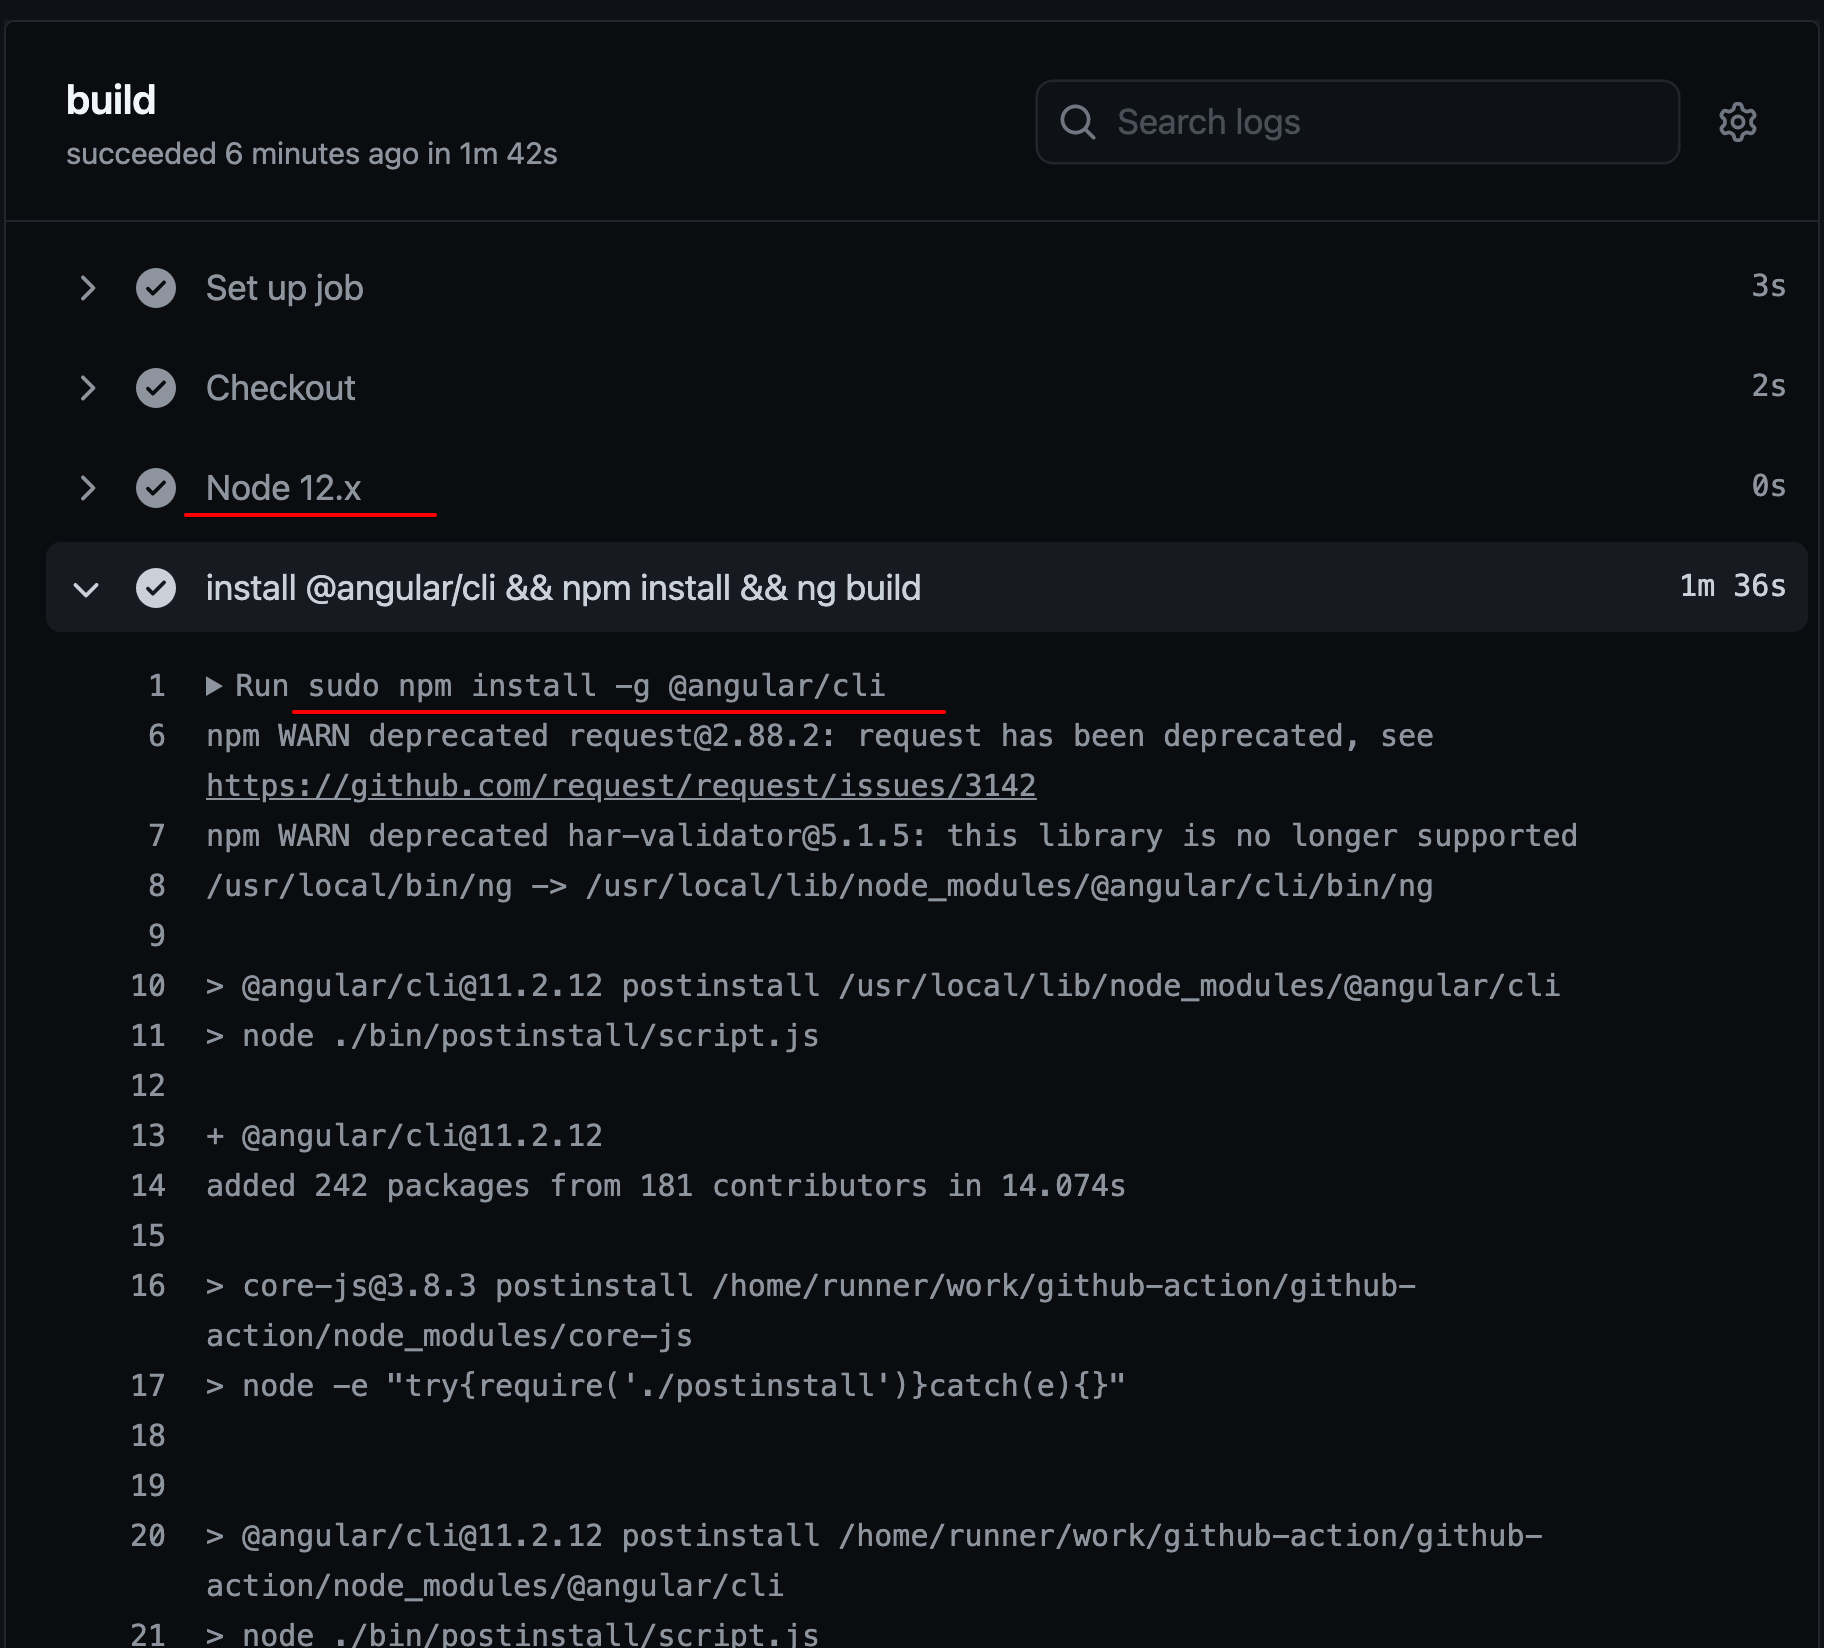 build
succeeded 6 minutes ago in 1m 42s
Search logs
Set up job 3s
Checkout 2s
Node 12.x 0s
install @angular/cli && npm install && ng build 1m 36s
1 Run sudo npm install -g @angular/cli
6 npm WARN deprecated request@2.88.2: request has been deprecated, see
https://github.com/request/request/issues/3142
7 npm WARN deprecated har-validator@5.1.5: this library is no longer supported
8 /usr/local/bin/ng -> /usr/local/lib/node_modules/@angular/cli/bin/ng
9
10 > @angular/cli@11.2.12 postinstall /usr/local/lib/node_modules/@angular/cli
11 > node ./bin/postinstall/script.js
12
13 + @angular/cli@11.2.12
14 added 242 packages from 181 contributors in 14.074s
15
16 > core-js@3.8.3 postinstall /home/runner/work/github-action/github-
action/node_modules/core-js
17 > node -e "try{require('./postinstall')}catch(e){}"
18
19
20 > @angular/cli@11.2.12 postinstall /home/runner/work/github-action/github-
action/node_modules/@angular/cli
21 > node ./bin/postinstall/script.js